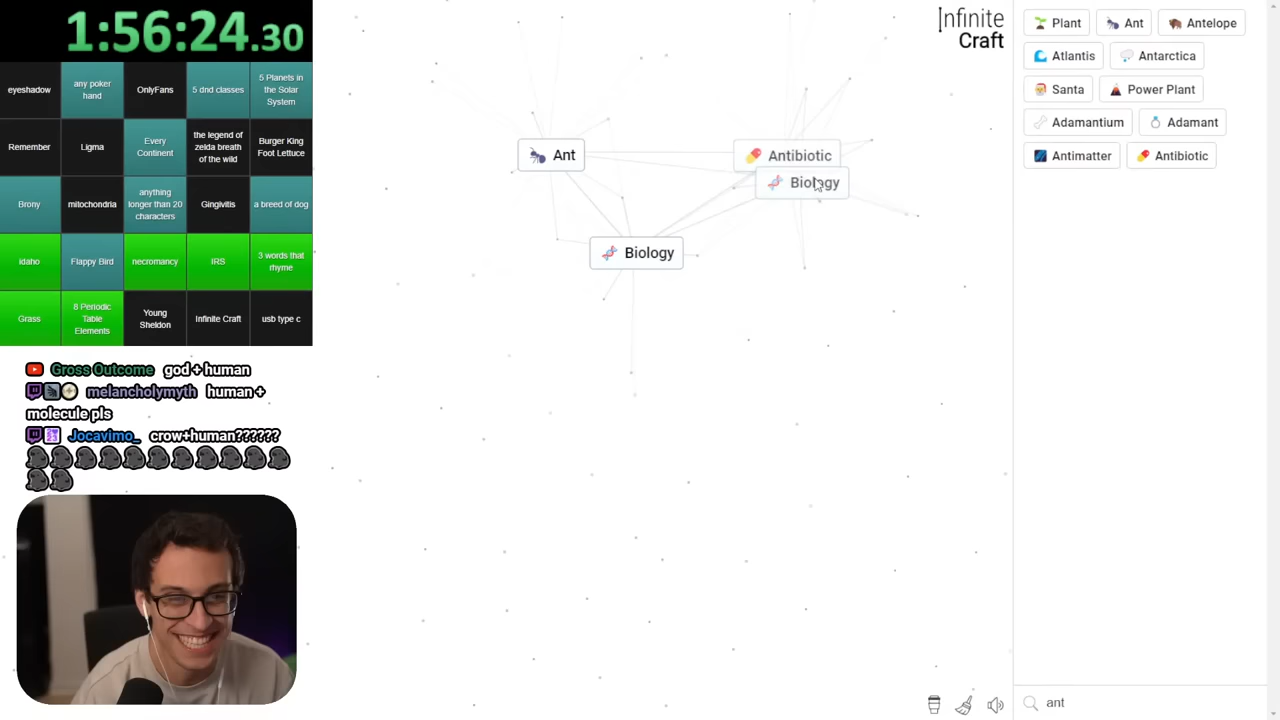 1:56:24.30
eyeshadow
any poker
hand
OnlyFans
5 dnd classes
5 Planets in
the Solar
System
Remember
Ligma
Every
Continent
the legend of
zelda breath
of the wild
Burger King
Foot Lettuce
Brony
mitochondria
anything
longer than 20
characters
Gingivitis
a breed of dog
idaho
Flappy Bird
necromancy
IRS
3 words that
rhyme
Grass
8 Periodic
Table
Elements
Young
Sheldon
Infinite Craft
usb type c
Gross Outcome god + human
melancholymyth human +
molecule pls
Jocavimo_ crow+human??????
Ant
Antibiotic
Biology
Biology
Infinite
Craft
Plant Ant Antelope
Atlantis Antarctica
Santa Power Plant
Adamantium Adamant
Antimatter Antibiotic
ant